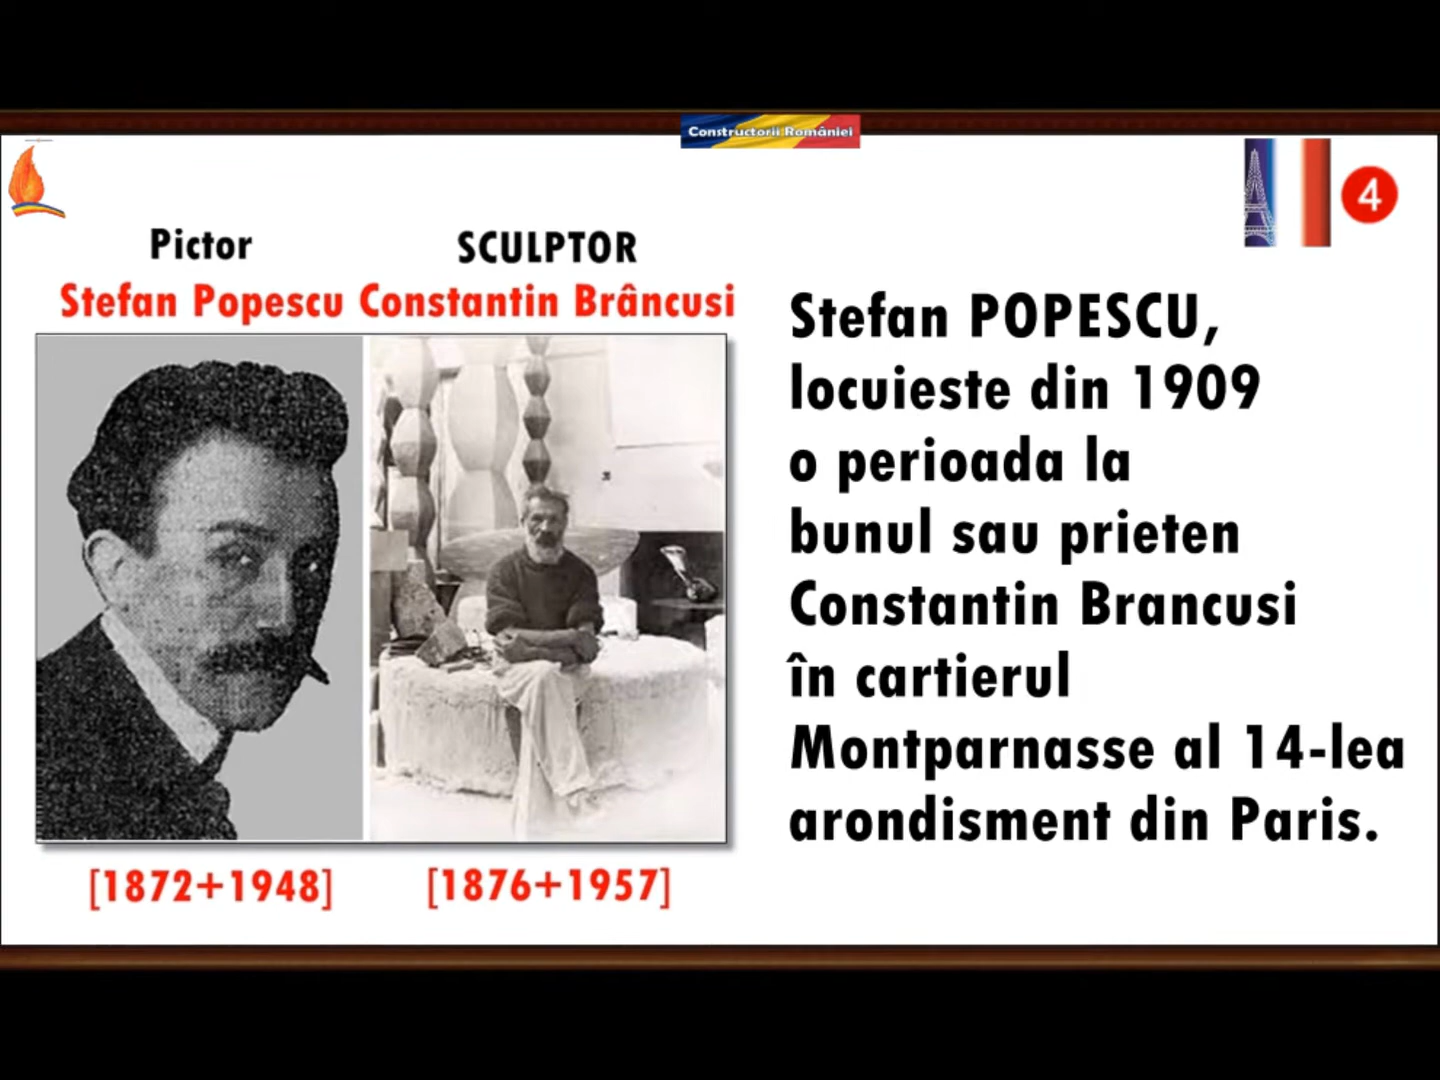 Constructorii României
4
Pictor
SCULPTOR
Stefan Popescu
Constantin Brâncusi
Stefan POPESCU,
locuieste din 1909
o perioada la
bunul sau prieten
Constantin Brancusi
în cartierul
Montparnasse al 14-lea
arondisment din Paris.
[1872+1948]
[1876+1957]